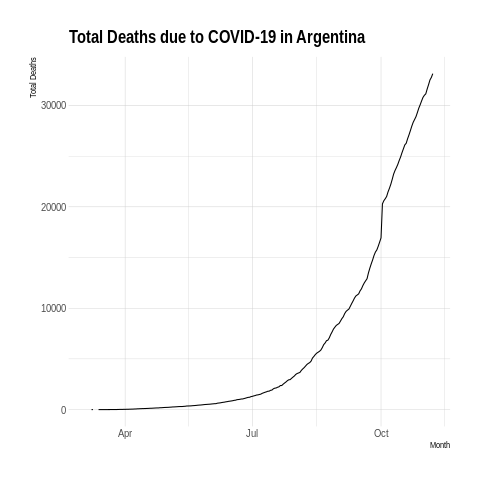 Total Deaths due to COVID-19 in Argentina
Total Deaths
30000
20000
10000
0
Apr
Jul
Oct
Month